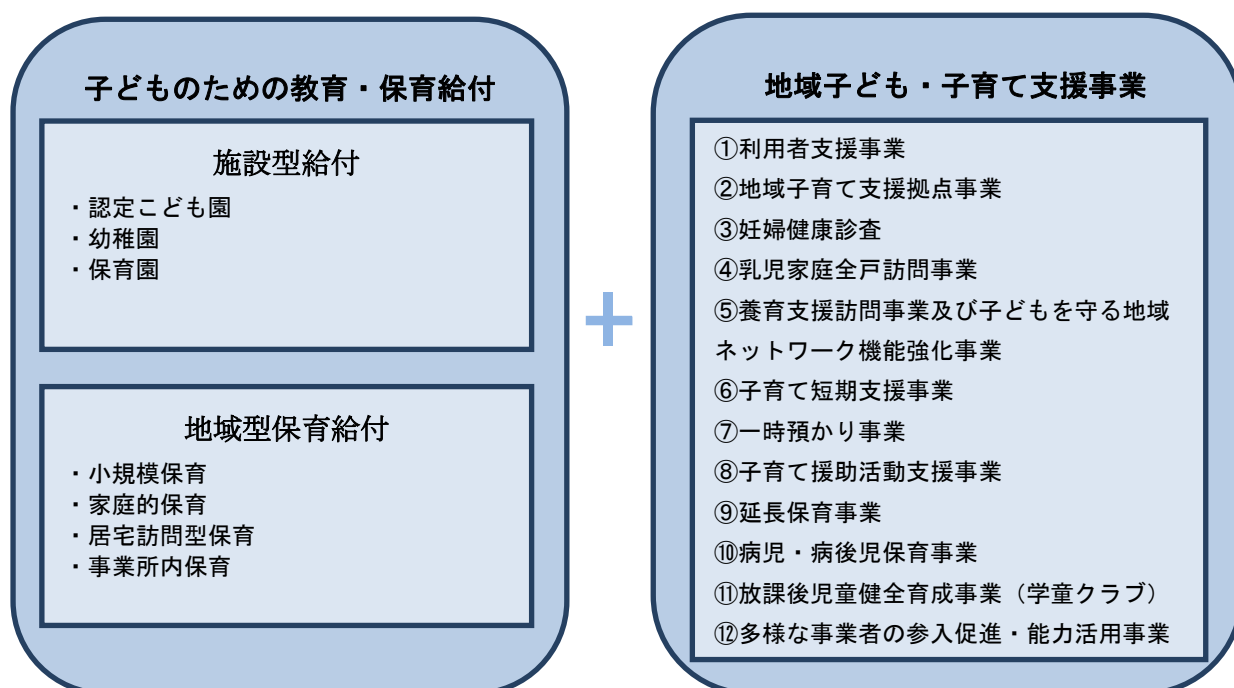 子どものための教育・保育給付
施設型給付
・認定こども園
・幼稚園
・保育園
地域型保育給付
・小規模保育
・家庭的保育
・居宅訪問型保育
・事業所内保育
+
地域子ども・子育て支援事業
①利用者支援事業
②地域子育て支援拠点事業
③妊婦健康診査
④乳児家庭全戸訪問事業
⑤養育支援訪問事業及び子どもを守る地域
ネットワーク機能強化事業
⑥子育て短期支援事業
⑦一時預かり事業
⑧子育て援助活動支援事業
⑨延長保育事業
⑩病児・病後児保育事業
⑪放課後児童健全育成事業（学童クラブ）
⑫多様な事業者の参入促進・能力活用事業